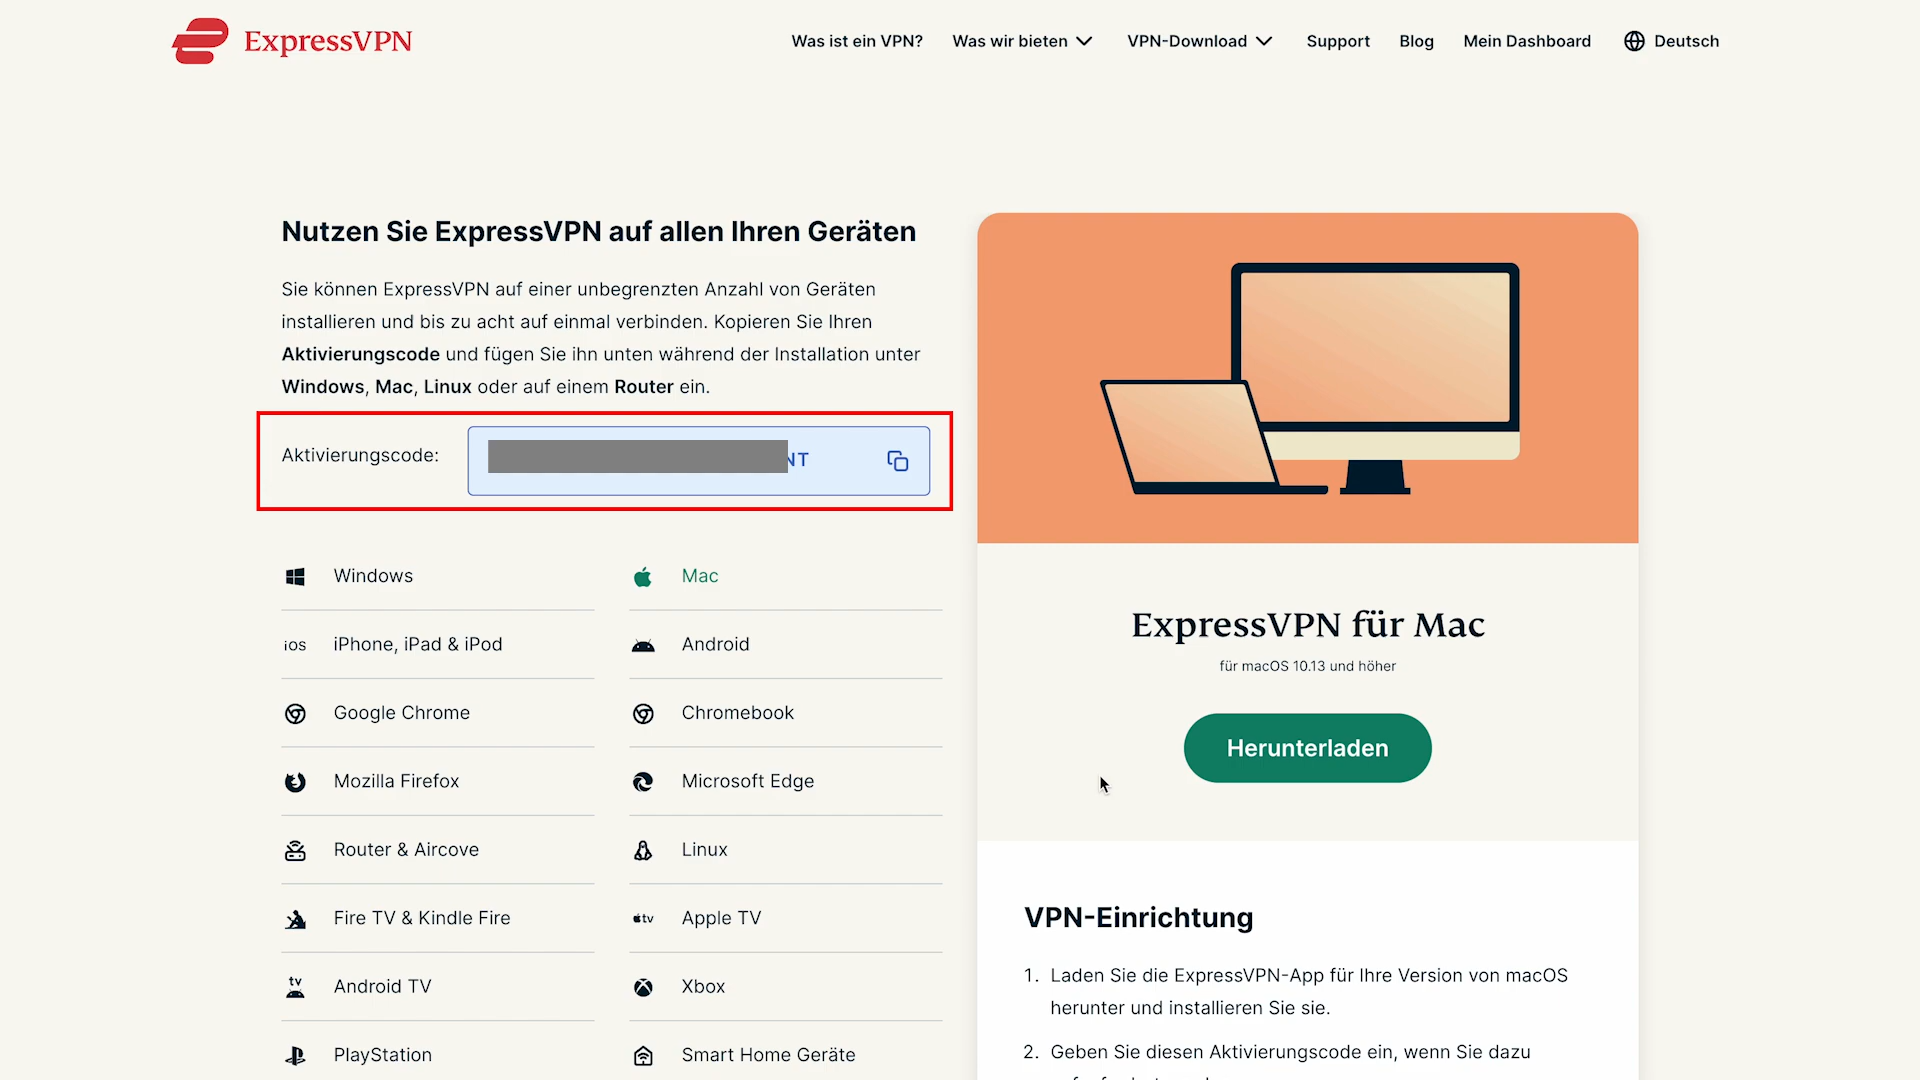 ExpressVPN
Was ist ein VPN? Was wir bieten VPN-Download Support Blog Mein Dashboard Deutsch
Nutzen Sie ExpressVPN auf allen Ihren Geräten
Sie können ExpressVPN auf einer unbegrenzten Anzahl von Geräten
installieren und bis zu acht auf einmal verbinden. Kopieren Sie Ihren
Aktivierungscode und fügen Sie ihn unten während der Installation unter
Windows, Mac, Linux oder auf einem Router ein.
Aktivierungscode: NT
Windows
Mac
ios iPhone, iPad & iPod
Android
Google Chrome
Chromebook
Mozilla Firefox
Microsoft Edge
Router & Aircove
Linux
Fire TV & Kindle Fire
tv Apple TV
tv Android TV
Xbox
PlayStation
Smart Home Geräte
ExpressVPN für Mac
für macOS 10.13 und höher
Herunterladen
VPN-Einrichtung
1. Laden Sie die ExpressVPN-App für Ihre Version von macOS
herunter und installieren Sie sie.
2. Geben Sie diesen Aktivierungscode ein, wenn Sie dazu